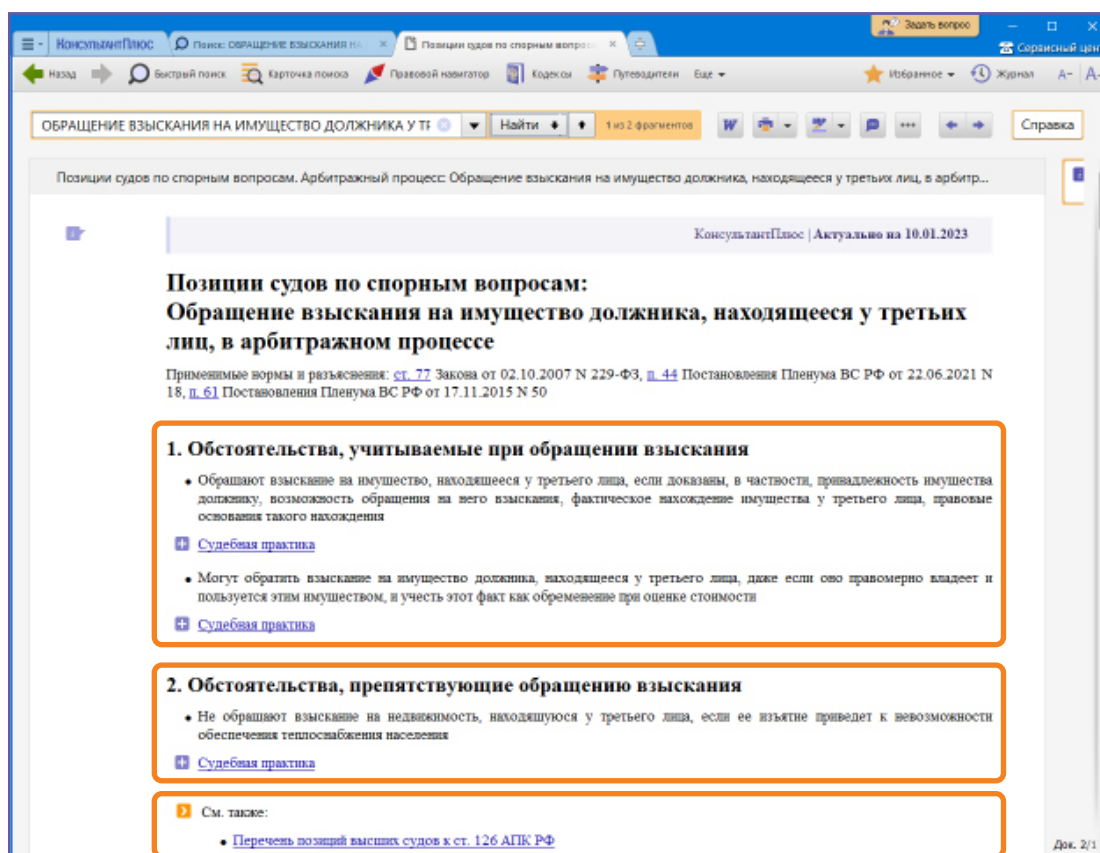 Задать вопрос
КонсультантПлюс
Поиск: ОБРАЩЕНИЕ ВЗЫСКАНИЯ НА
Позиции судов по спорным вопрос
Сервисный цен
Назад
Быстрый поиск
Карточка поиска
Правовой навигатор
Кодексы
Путеводители
Еще
Избранное
Журнал
А- А
ОБРАЩЕНИЕ ВЗЫСКАНИЯ НА ИМУЩЕСТВО ДОЛЖНИКА У
Найти
1 из 2 фрагментов
W
Справка
Позиции судов по спорным вопросам. Арбитражный процесс: Обращение взыскания на имущество должника, находящееся у третьих лиц, в арбитр...
КонсультантПлюс | Актуально на 10.01.2023
Позиции судов по спорным вопросам:
Обращение взыскания на имущество должника, находящееся у третьих
лиц, в арбитражном процессе
Применимые нормы и разъяснения: ст. 77 Закона от 02.10.2007 N 229-ФЗ, п. 44 Постановления Пленума ВС РФ от 22.06.2021 N
18, п. 61 Постановления Пленума ВС РФ от 17.11.2015 N 50
1. Обстоятельства, учитываемые при обращении взыскания
• Обращают взыскание на имущество, находящееся у третьего лица, если доказаны, в частности, принадлежность имущества
должнику, возможность обращения на него взыскания, фактическое нахождение имущества у третьего лица, правовые
основания такого нахождения
Судебная практика
• Могут обратить взыскание на имущество должника, находящееся у третьего лица, даже если оно правомерно владеет и
пользуется этим имуществом, и учесть этот факт как обременение при оценке стоимости
Судебная практика
2. Обстоятельства, препятствующие обращению взыскания
• Не обращают взыскание на недвижимость, находящуюся у третьего лица, если ее изъятие приведет к невозможности
обеспечения теплоснабжения населения
Судебная практика
См. также:
• Перечень позиций высших судов к ст. 126 АПК РФ
Док. 2/1